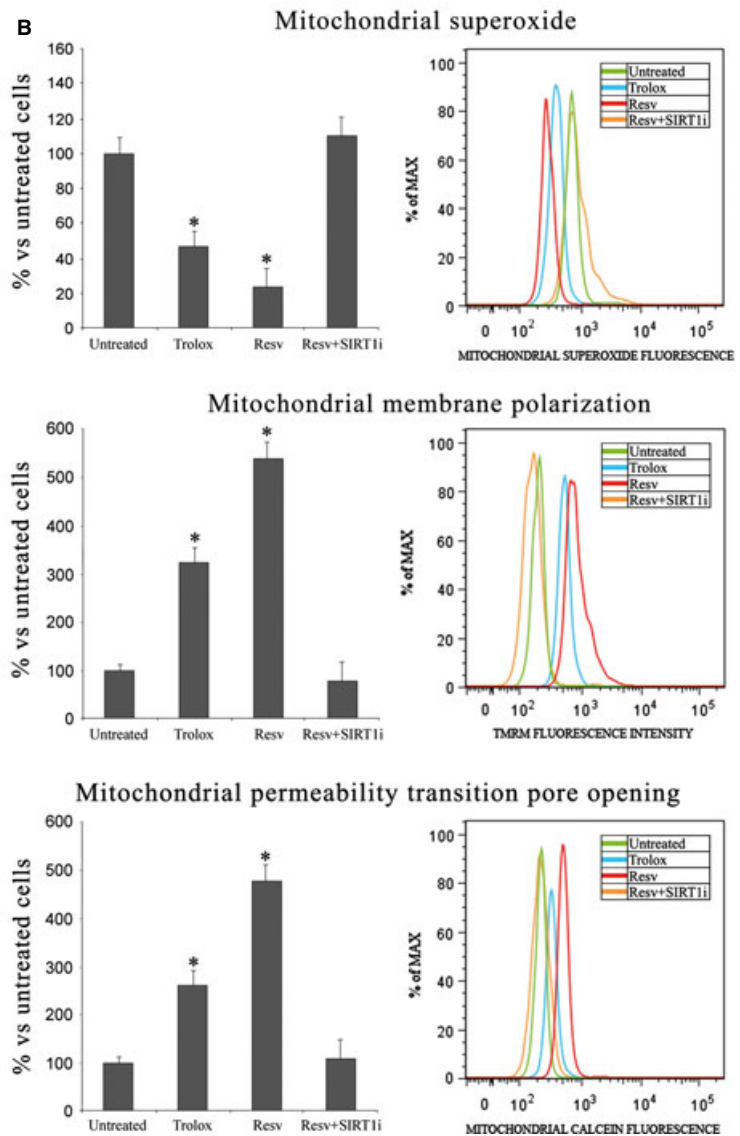 B
Mitochondrial superoxide
% vs untreated cells
160
140
120
100
80
60
40
20
0
Untreated Trolox Resv Resv+SIRT1i
*
*
% of MAX
100
80
60
40
20
0
0 10² 10³ 10⁴ 10⁵
MITOCHONDRIAL SUPEROXIDE FLUORESCENCE
Untreated
Trolox
Resv
Resv+SIRT1i
Mitochondrial membrane polarization
% vs untreated cells
600
500
400
300
200
100
0
Untreated Trolox Resv Resv+SIRT1i
*
*
% of MAX
100
80
60
40
20
0
0 10² 10³ 10⁴ 10⁵
TMRM FLUORESCENCE INTENSITY
Untreated
Trolox
Resv
Resv+SIRT1i
Mitochondrial permeability transition pore opening
% vs untreated cells
600
500
400
300
200
100
0
Untreated Trolox Resv Resv+SIRT1i
*
*
% of MAX
100
80
60
40
20
0
0 10² 10³ 10⁴ 10⁵
MITOCHONDRIAL CALCEIN FLUORESCENCE
Untreated
Trolox
Resv
Resv+SIRT1i